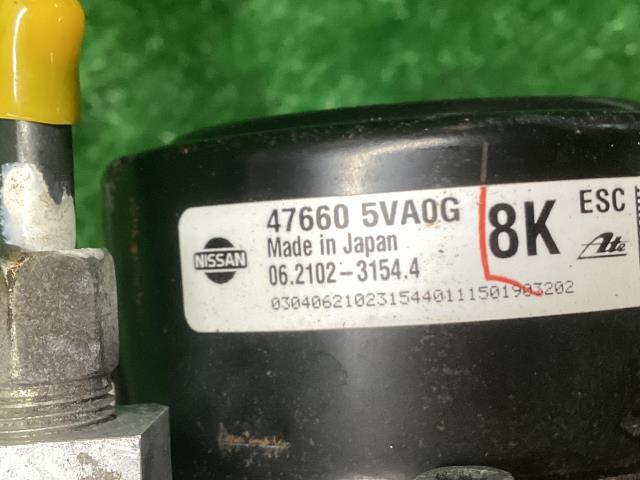 47660 5VA0G
8K
ESC
NISSAN
Made in Japan
Ate
06.2102-3154.4
0304062102315440111501903202